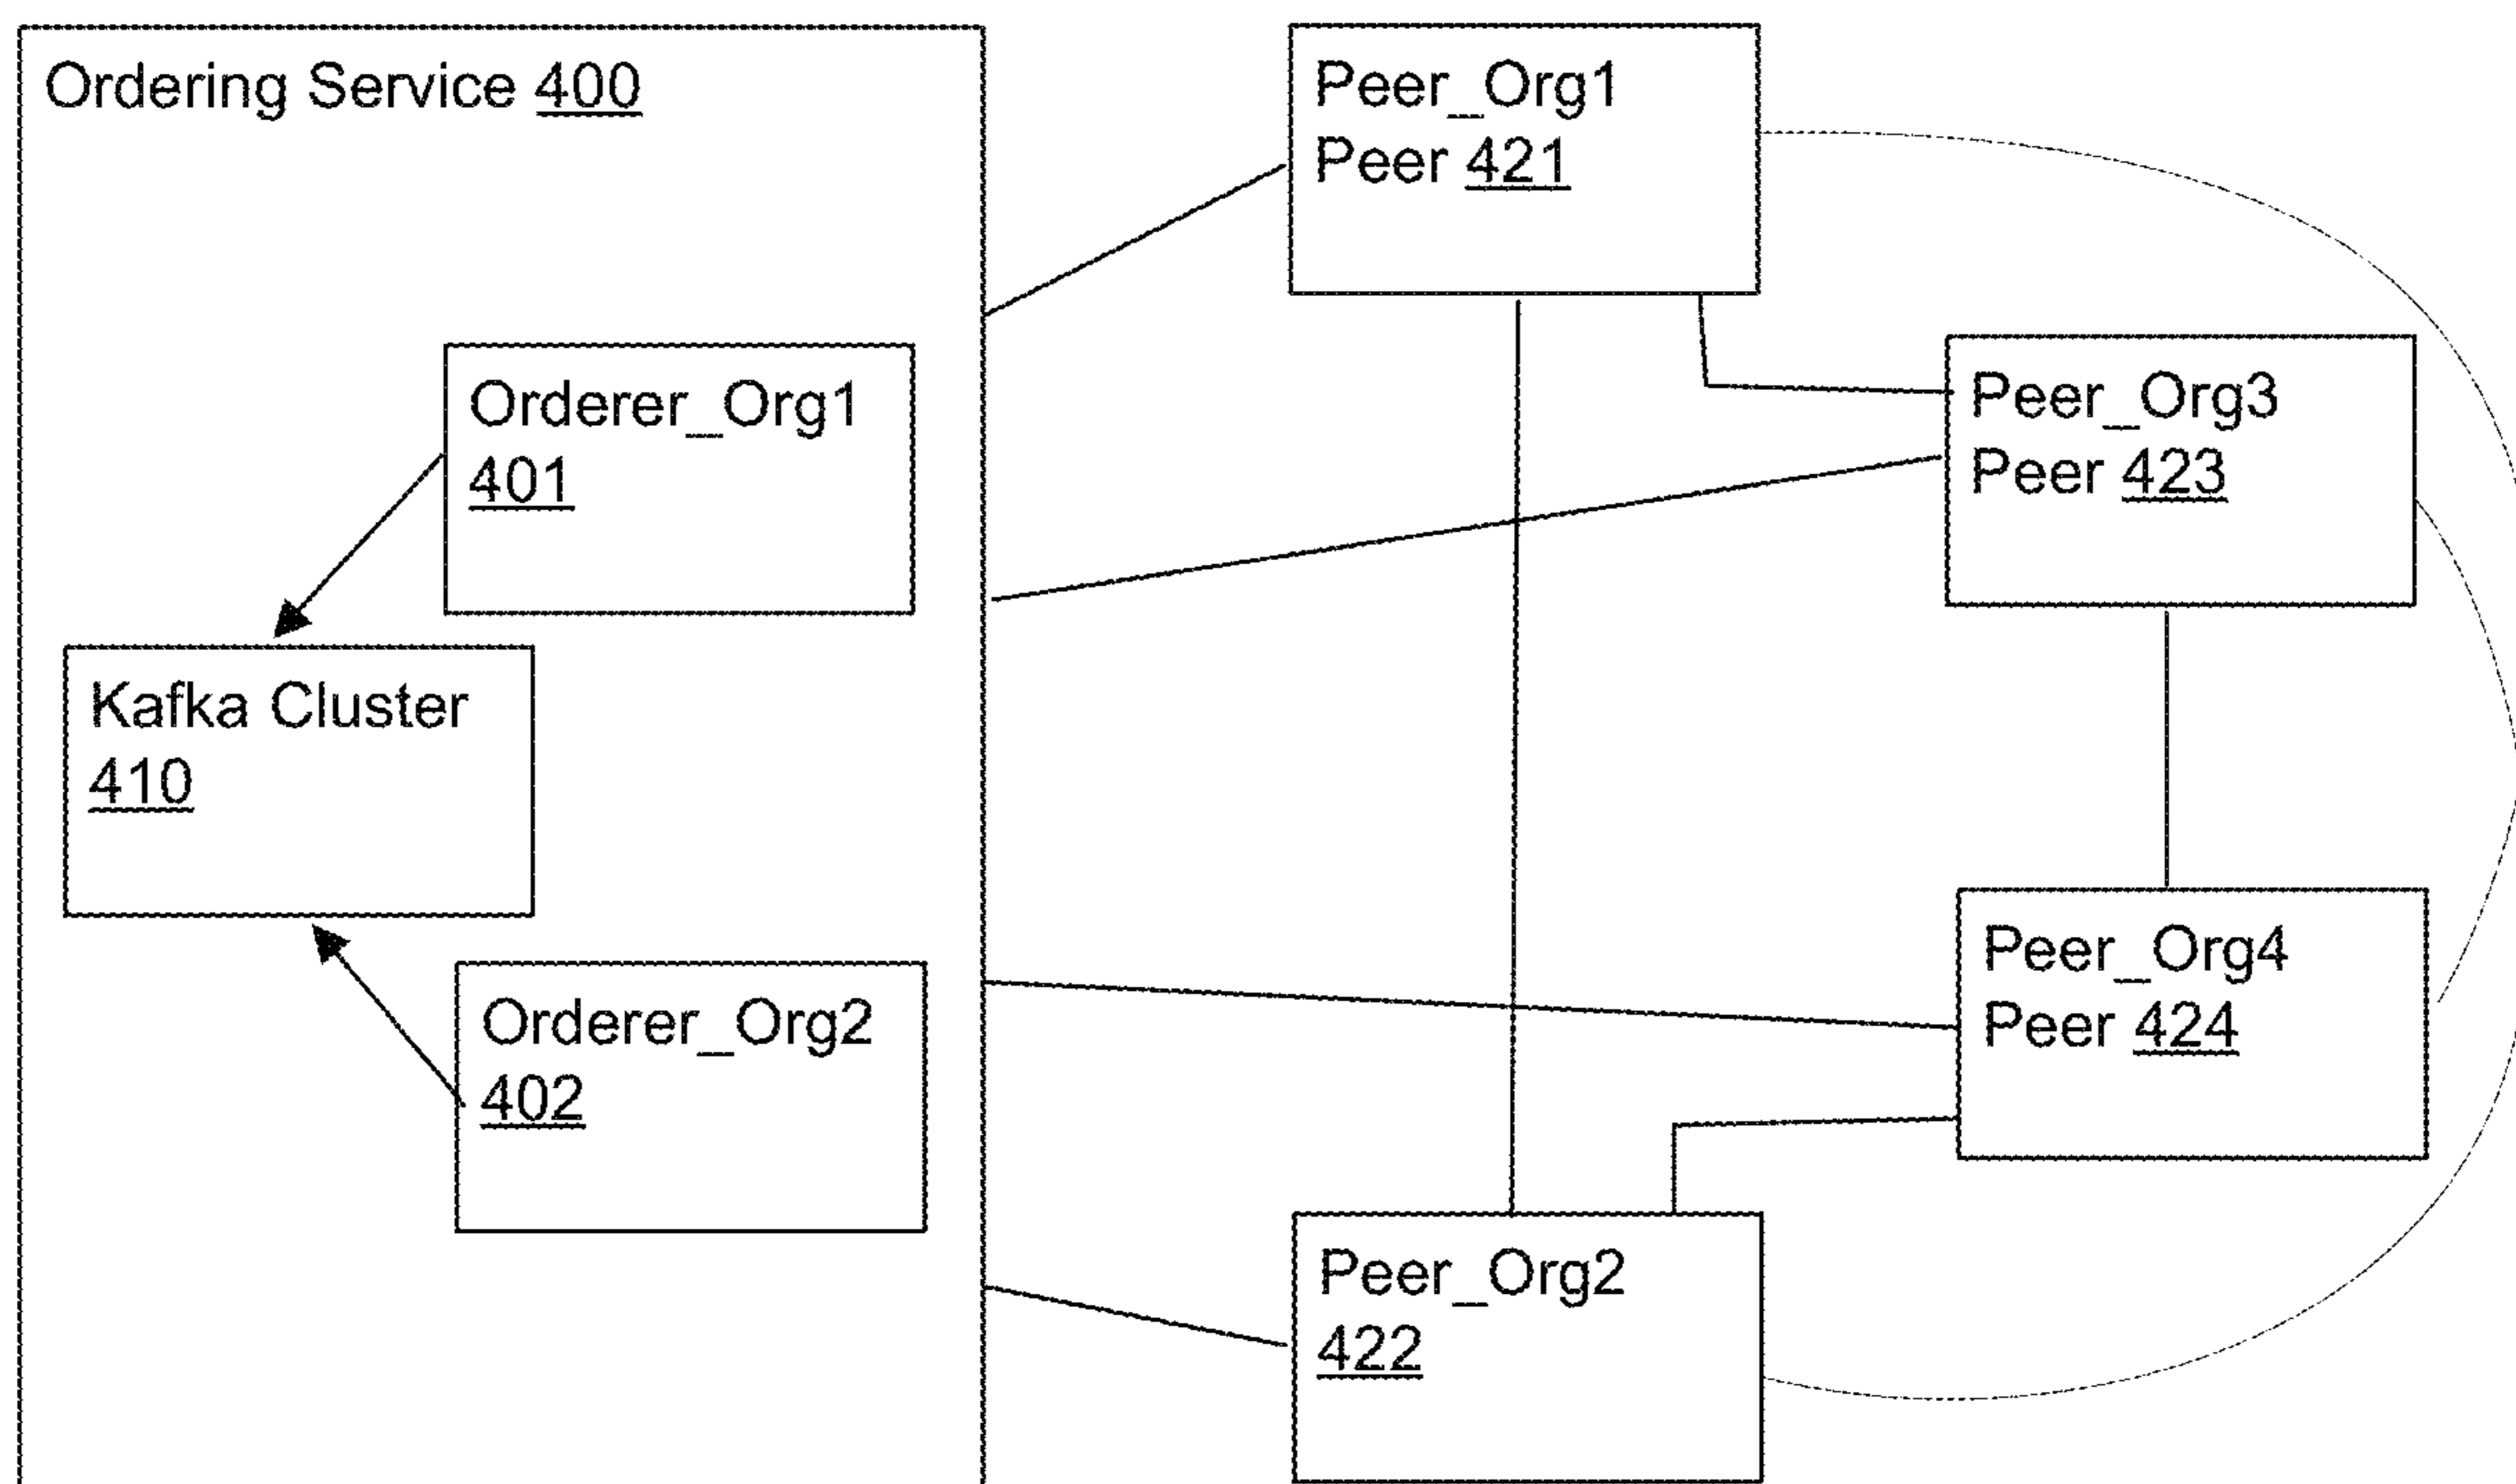 Ordering Service 400
Orderer_Org1
401
Kafka Cluster
410
Orderer_Org2
402
Peer_Org1
Peer 421
Peer_Org3
Peer 423
Peer_Org4
Peer 424
Peer_Org2
422